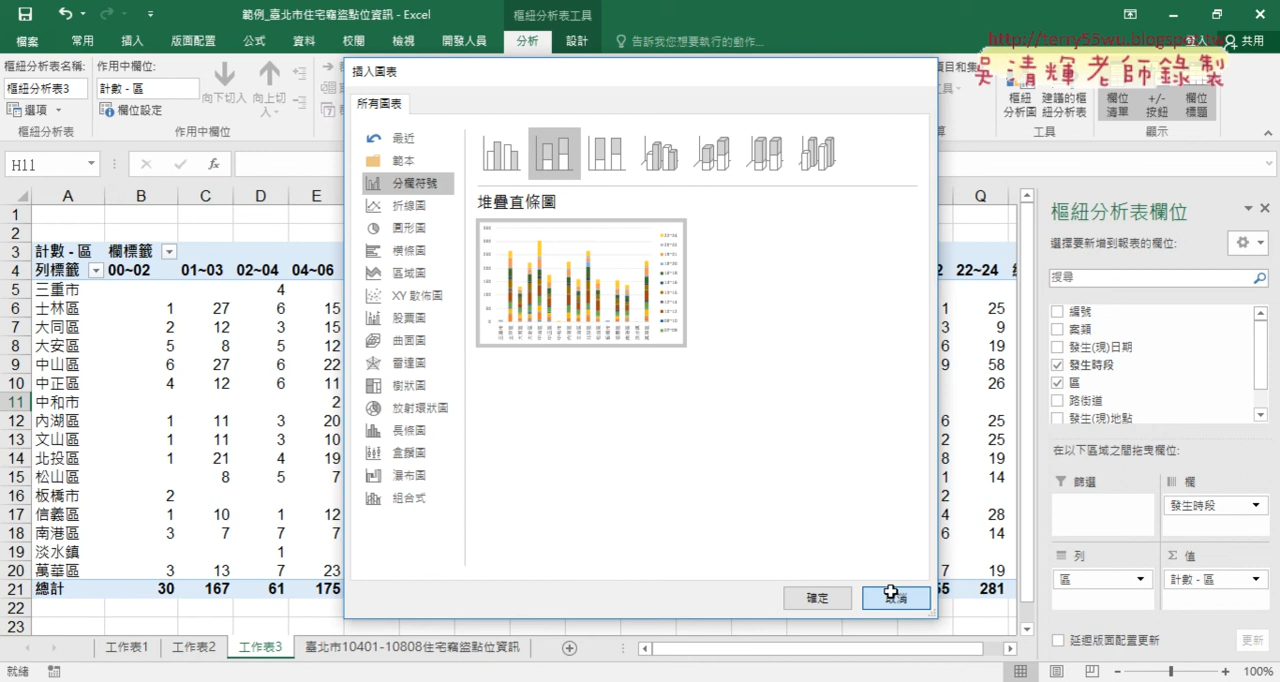 範例_臺北市住宅竊盜點位資訊 - Excel
樞紐分析表工具
檔案 常用 插入 版面配置 公式 資料 校閱 檢視 開發人員 分析 設計 告訴我您想要執行的動作... 共用
http://terry55wu.blogspot.tw
吳清輝老師錄製
樞紐分析表名稱: 作用中欄位:
樞紐分析表3 計數 - 區 向下切入 向上切入
選項 欄位設定
樞紐分析表 作用中欄位
樞紐分析圖 建議的樞紐分析表 欄位清單 +/- 按鈕 欄位標題
工具 顯示
H11 fx
A B C D E Q
1
2
3 計數 - 區 欄標籤
4 列標籤 00~02 01~03 02~04 04~06 22~24
5 三重市 4
6 士林區 1 27 6 15 1 25
7 大同區 2 12 3 15 3 9
8 大安區 5 8 5 12 6 19
9 中山區 6 27 6 22 9 58
10 中正區 4 12 6 11 26
11 中和市 2
12 內湖區 1 11 3 20 6 25
13 文山區 1 11 3 10 2 25
14 北投區 1 21 4 19 8 19
15 松山區 8 5 7 1 14
16 板橋市 2 2
17 信義區 1 10 1 12 4 28
18 南港區 3 7 7 7 6 14
19 淡水鎮 1
20 萬華區 3 13 7 23 7 19
21 總計 30 167 61 175 55 281
22
23
插入圖表
所有圖表
最近
範本
分欄符號
折線圖
圓形圖
橫條圖
區域圖
XY 散佈圖
股票圖
曲面圖
雷達圖
樹狀圖
放射環狀圖
長條圖
盒鬚圖
瀑布圖
組合式
堆疊直條圖
確定 取消
樞紐分析表欄位
選擇要新增到報表的欄位:
搜尋
編號
案類
發生(現)日期
發生時段
區
路街道
發生(現)地點
在以下區域之間拖曳欄位:
篩選 欄
發生時段
列 Σ 值
區 計數 - 區
延遲版面配置更新 更新
工作表1 工作表2 工作表3 臺北市10401-10808住宅竊盜點位資訊
就緒 100%